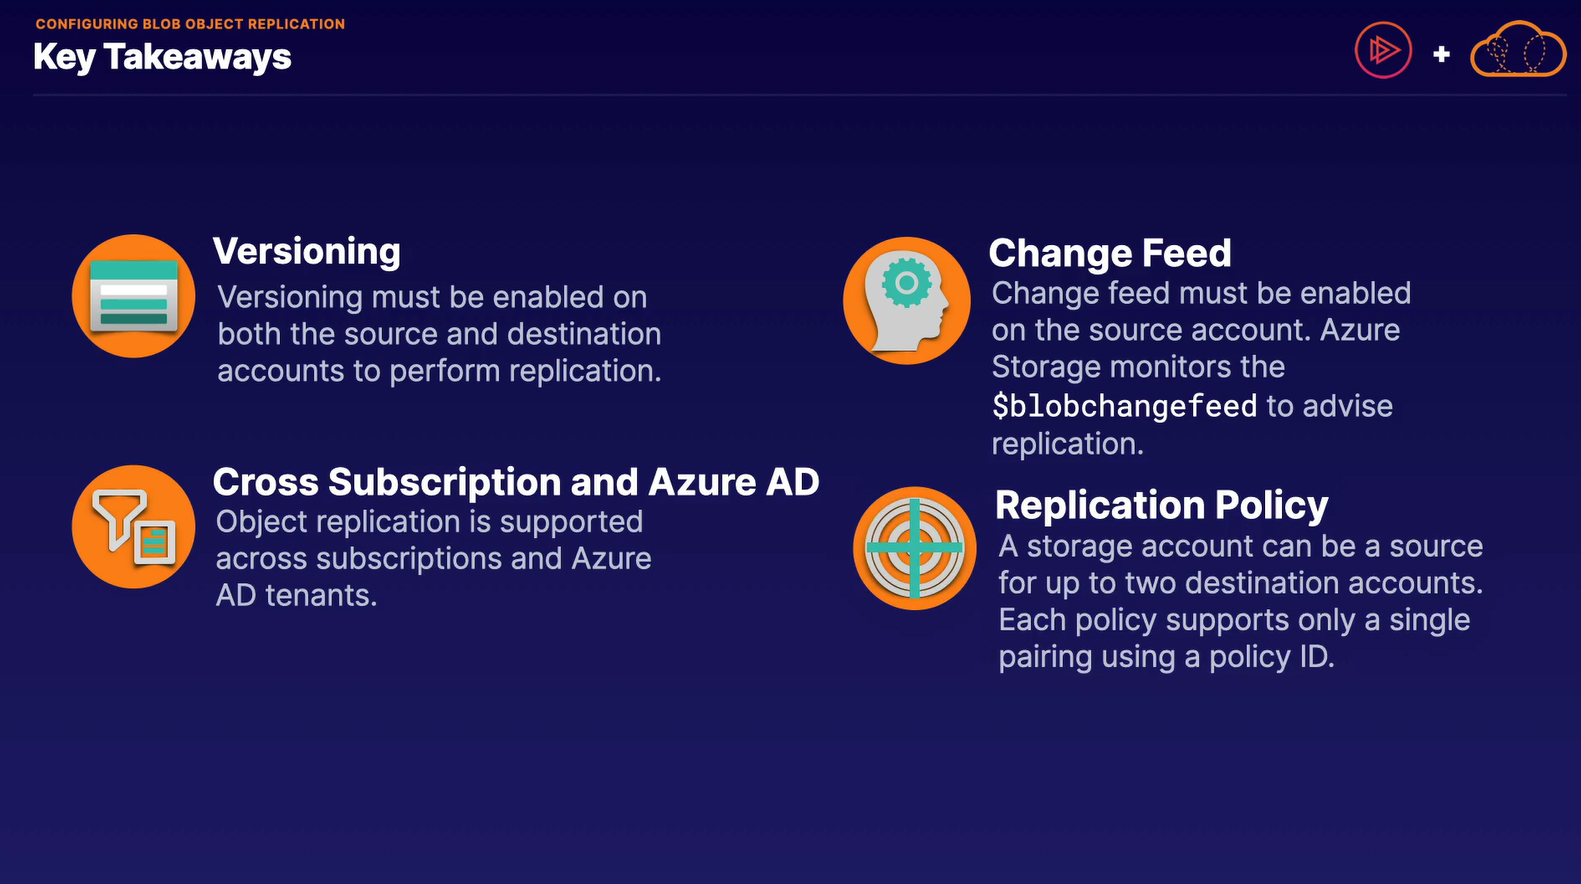 CONFIGURING BLOB OBJECT REPLICATION
Key Takeaways
+
Versioning
Versioning must be enabled on
both the source and destination
accounts to perform replication.
Change Feed
Change feed must be enabled
on the source account. Azure
Storage monitors the
$blobchangefeed to advise
replication.
Cross Subscription and Azure AD
Object replication is supported
across subscriptions and Azure
AD tenants.
Replication Policy
A storage account can be a source
for up to two destination accounts.
Each policy supports only a single
pairing using a policy ID.